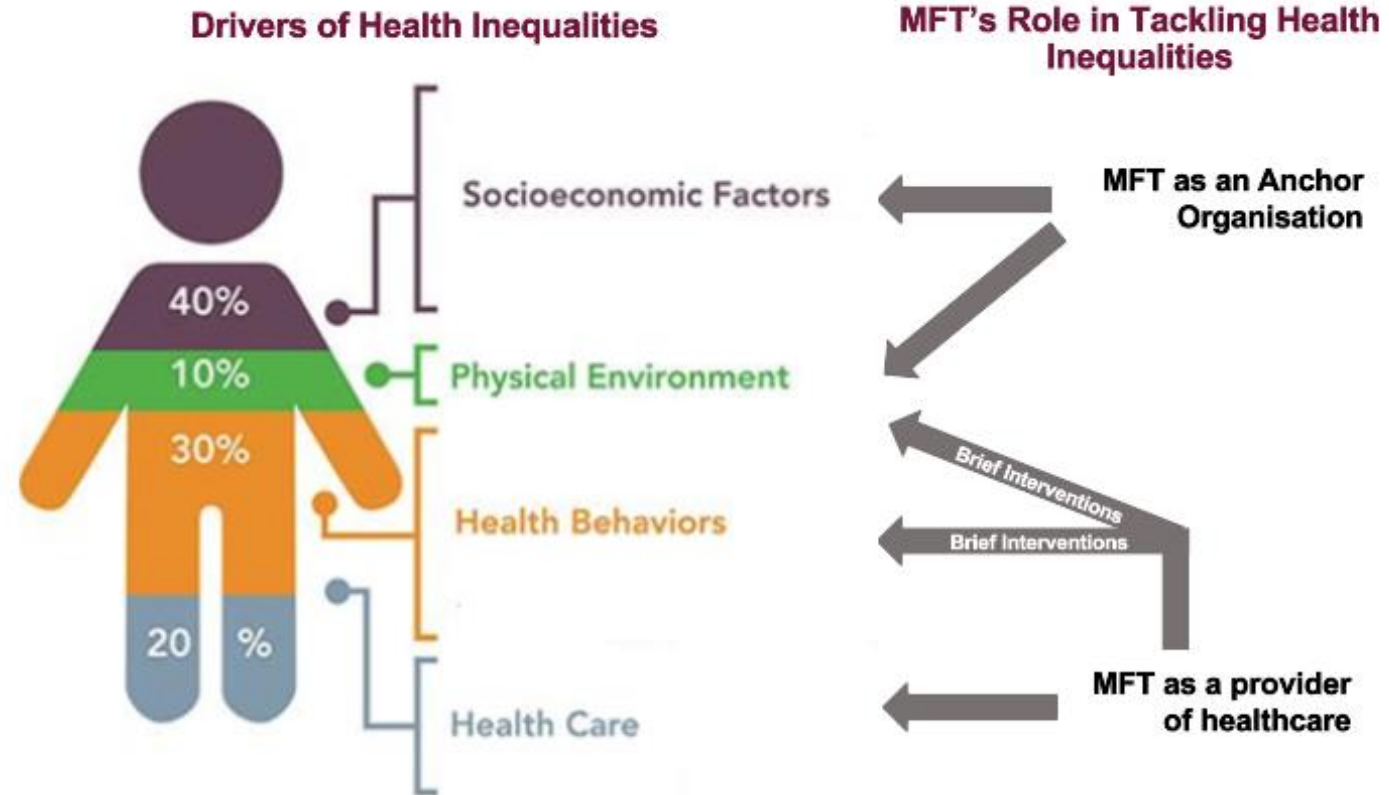 Drivers of Health Inequalities
MFT's Role in Tackling Health
Inequalities
40%
10%
30%
20 %
Socioeconomic Factors
Physical Environment
Health Behaviors
Health Care
MFT as an Anchor
Organisation
Brief Interventions
Brief Interventions
MFT as a provider
of healthcare